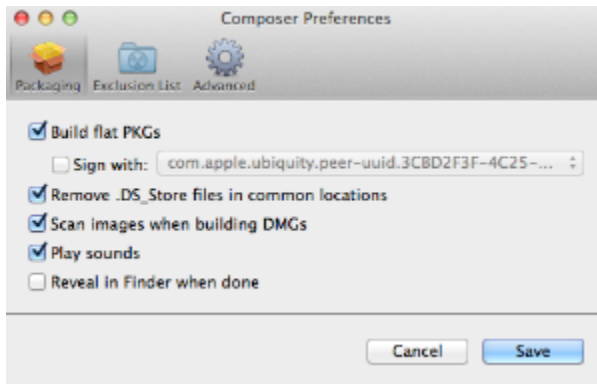 Composer Preferences
Packaging Exclusion List Advanced
Build flat PKGs
Sign with: com.apple.ubiquity.peer-uuid.3CBD2F3F-4C25-...
Remove .DS_Store files in common locations
Scan images when building DMGs
Play sounds
Reveal in Finder when done
Cancel Save